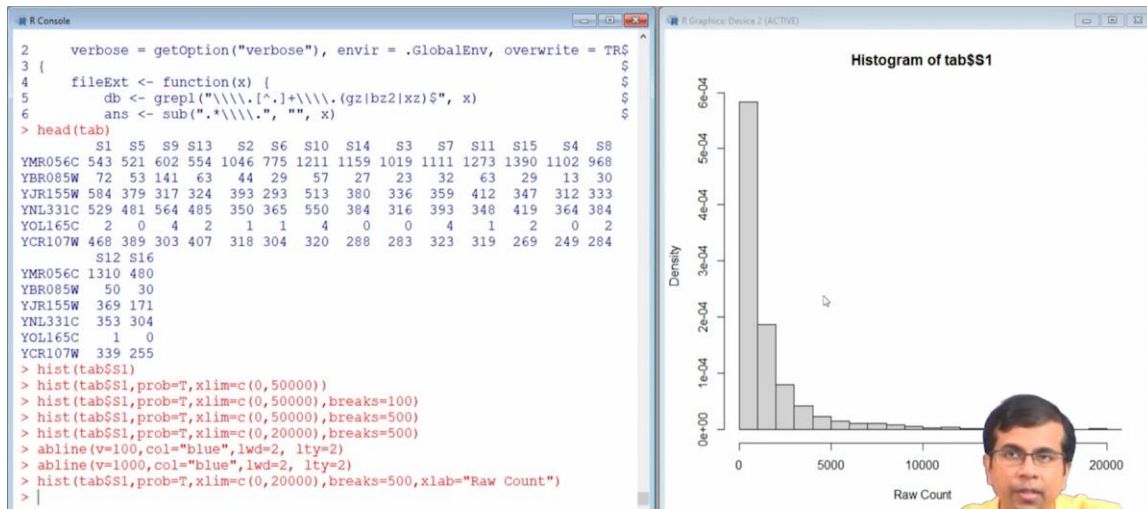 R Console
2 verbose = getOption("verbose"), envir = .GlobalEnv, overwrite = TR$
3 { $
4 fileExt <- function(x) { $
5 db <- grepl("\\\\.[^.]+\\\\.(gz|bz2|xz)$", x) $
6 ans <- sub(".*\\\\.", "", x) $
> head(tab)
S1 S5 S9 S13 S2 S6 S10 S14 S3 S7 S11 S15 S4 S8
YMR056C 543 521 602 554 1046 775 1211 1159 1019 1111 1273 1390 1102 968
YBR085W 72 53 141 63 44 29 57 27 23 32 63 29 13 30
YJR155W 584 379 317 324 393 293 513 380 336 359 412 347 312 333
YNL331C 529 481 564 485 350 365 550 384 316 393 348 419 364 384
YOL165C 2 0 4 2 1 1 4 0 0 4 1 2 0 2
YCR107W 468 389 303 407 318 304 320 288 283 323 319 269 249 284
S12 S16
YMR056C 1310 480
YBR085W 50 30
YJR155W 369 171
YNL331C 353 304
YOL165C 1 0
YCR107W 339 255
> hist(tab$S1)
> hist(tab$S1,prob=T,xlim=c(0,50000))
> hist(tab$S1,prob=T,xlim=c(0,50000),breaks=100)
> hist(tab$S1,prob=T,xlim=c(0,50000),breaks=500)
> hist(tab$S1,prob=T,xlim=c(0,20000),breaks=500)
> abline(v=100,col="blue",lwd=2, lty=2)
> abline(v=1000,col="blue",lwd=2, lty=2)
> hist(tab$S1,prob=T,xlim=c(0,20000),breaks=500,xlab="Raw Count")
>
R Graphics: Device 2 (ACTIVE)
Histogram of tab$S1
Density
6e-04
5e-04
4e-04
3e-04
2e-04
1e-04
0e+00
0 5000 10000 20000
Raw Count